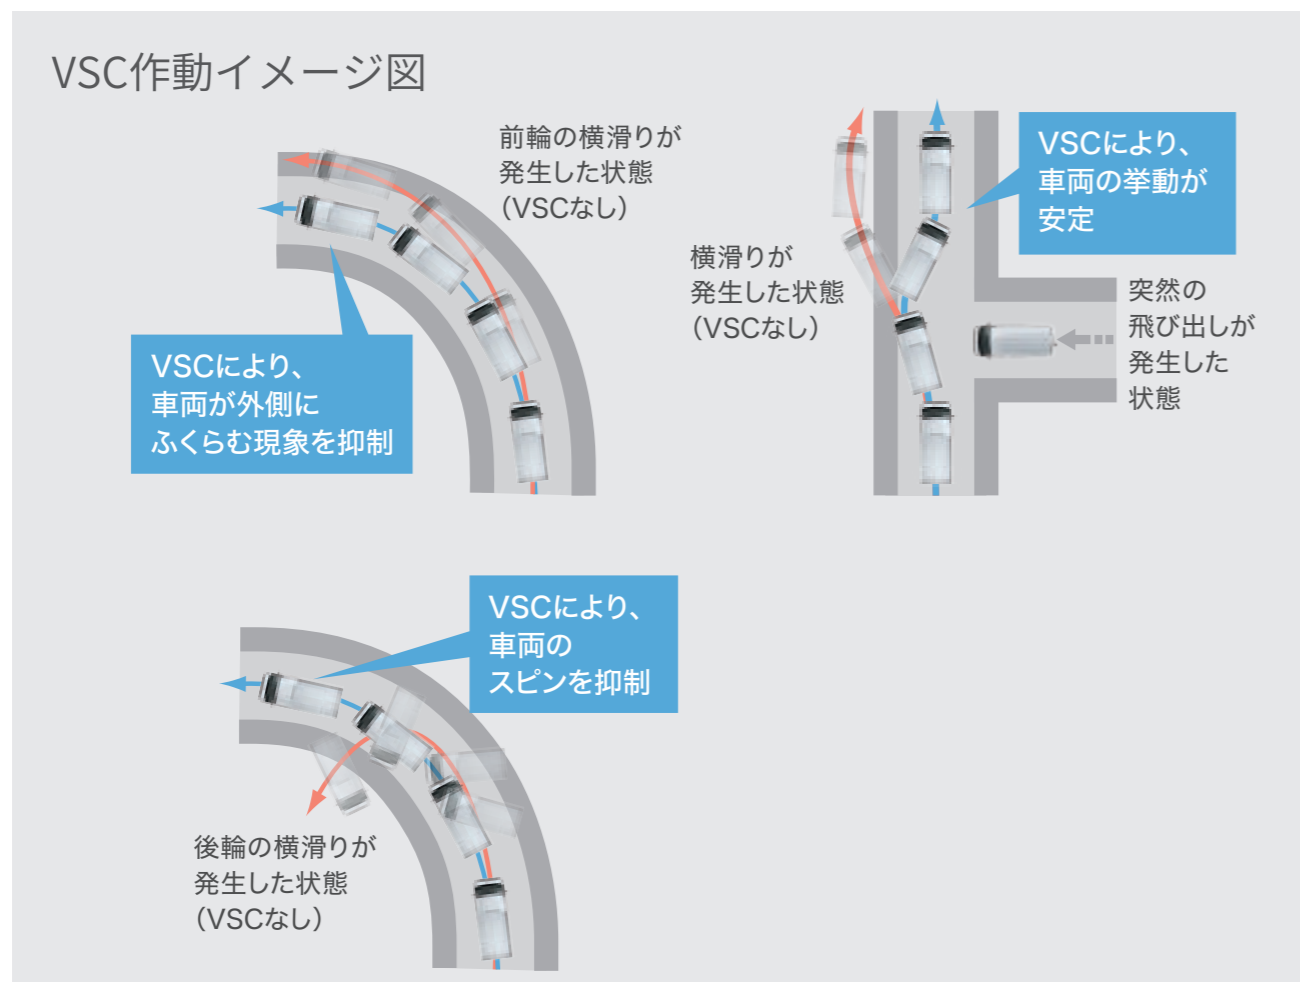 VSC作動イメージ図
前輪の横滑りが
発生した状態
（VSCなし）
VSCにより、
車両が外側に
ふくらむ現象を抑制
VSCにより、
車両の挙動が
安定
横滑りが
発生した状態
（VSCなし）
突然の
飛び出しが
発生した
状態
VSCにより、
車両の
スピンを抑制
後輪の横滑りが
発生した状態
（VSCなし）